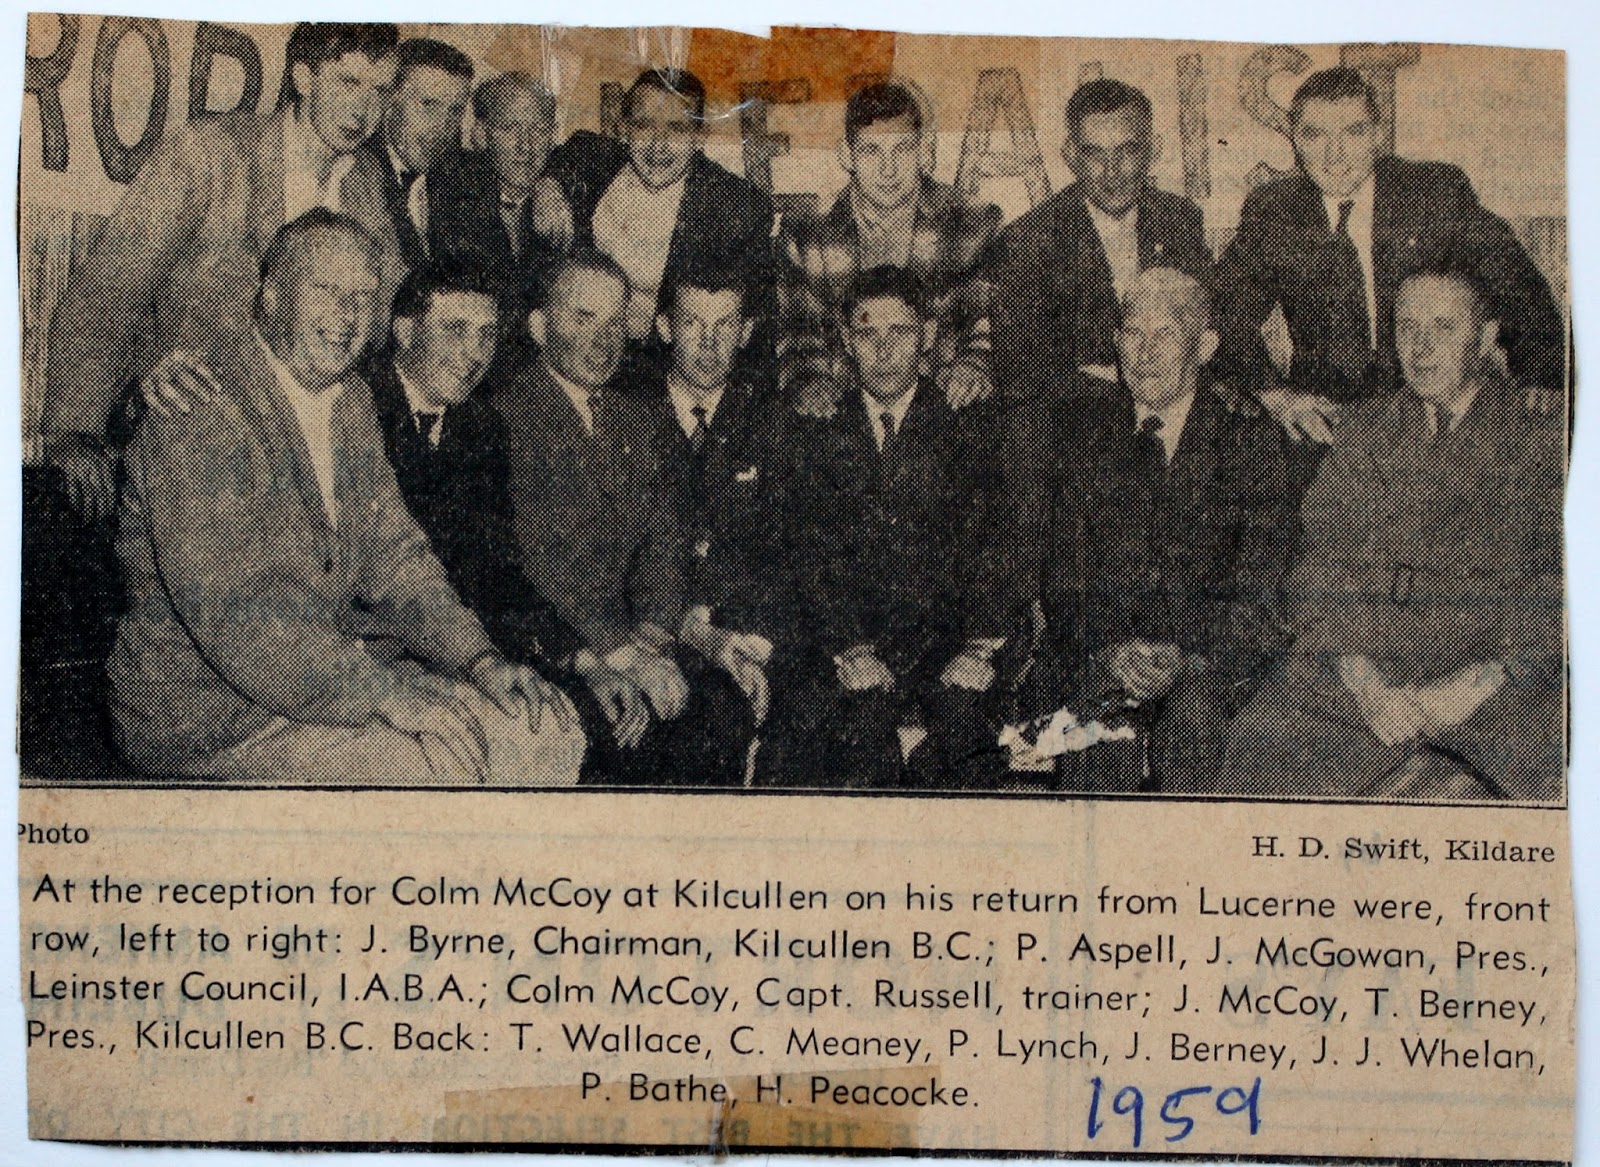 Photo H. D. Swift, Kildare
At the reception for Colm McCoy at Kilcullen on his return from Lucerne were, front
row, left to right: J. Byrne, Chairman, Kilcullen B.C.; P. Aspell, J. McGowan, Pres.,
Leinster Council, I.A.B.A.; Colm McCoy, Capt. Russell, trainer; J. McCoy, T. Berney,
Pres., Kilcullen B.C. Back: T. Wallace, C. Meaney, P. Lynch, J. Berney, J. J. Whelan,
P. Bathe, H. Peacocke.
1959